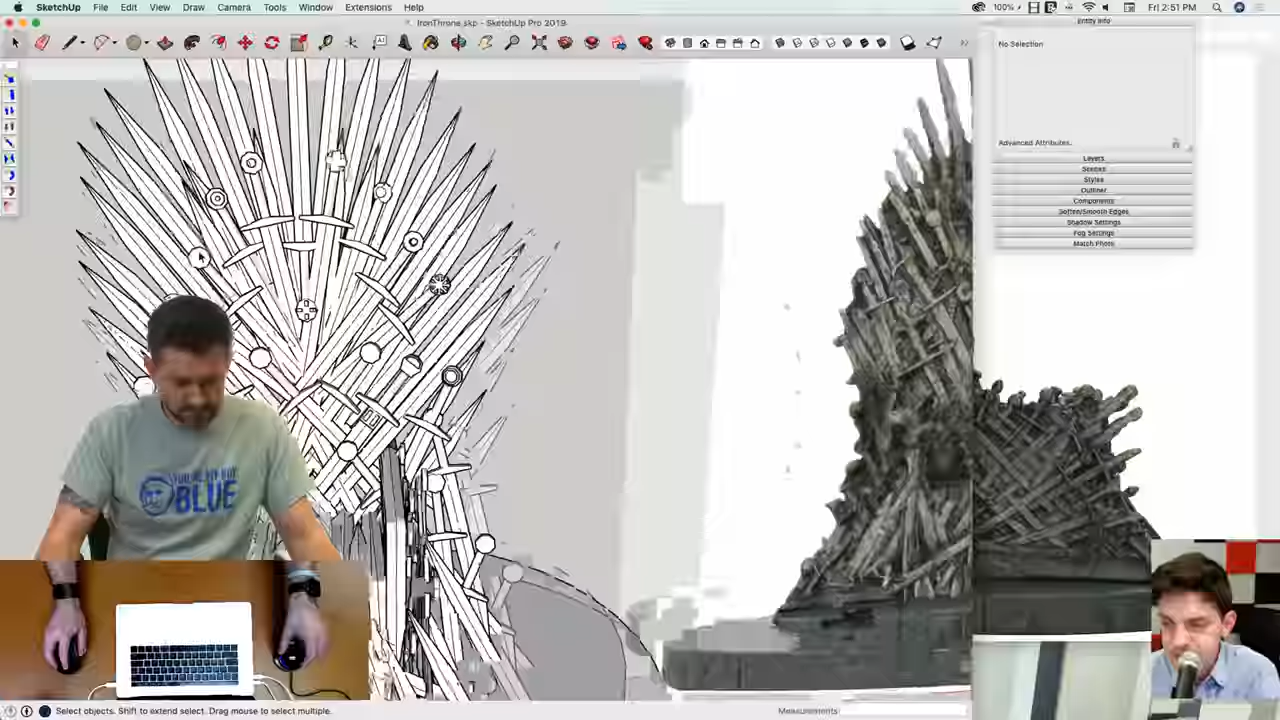 SketchUp File Edit View Draw Camera Tools Window Extensions Help
100% Fri 2:51 PM
IronThrone.skp - SketchUp Pro 2019
Entity Info
No Selection
Advanced Attributes.
Layers
Scenes
Styles
Outliner
Components
Soften/Smooth Edges
Shadow Settings
Fog Settings
Match Photo
BLUE
Select objects. Shift to extend select. Drag mouse to select multiple.
Measurements